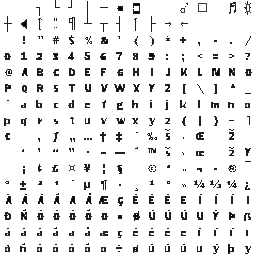 ┐ └ ┴ ┬ ─ • ◘ ♂ □ ♬ ☼
┼ ◀ ↕ ‼ ¶ ┴ ┬ ┤ ↑ ├ → ←
! " # $ % & ' ( ) * + , - . /
0 1 2 3 4 5 6 7 8 9 : ; < = > ?
@ A B C D E F G H I J K L M N O
P Q R S T U V W X Y Z [ \ ] ^ _
` a b c d e f g h i j k l m n o
p q r s t u v w x y z { | } ~
€ ‚ ƒ „ … † ‡ ˆ ‰ Š ‹ Œ Ž
‘ ’ “ ” • – — ˜ ™ š › œ ž Ÿ
¡ ¢ £ ¤ ¥ ¦ § ¨ © ª « ¬ ® ¯
° ± ² ³ ´ µ ¶ · ¸ ¹ º » ¼ ½ ¾ ¿
À Á Â Ã Ä Å Æ Ç È É Ê Ë Ì Í Î Ï
Ð Ñ Ò Ó Ô Õ Ö × Ø Ù Ú Û Ü Ý Þ ß
à á â ã ä å æ ç è é ê ë ì í î ï
ð ñ ò ó ô õ ö ÷ ø ù ú û ü ý þ ÿ